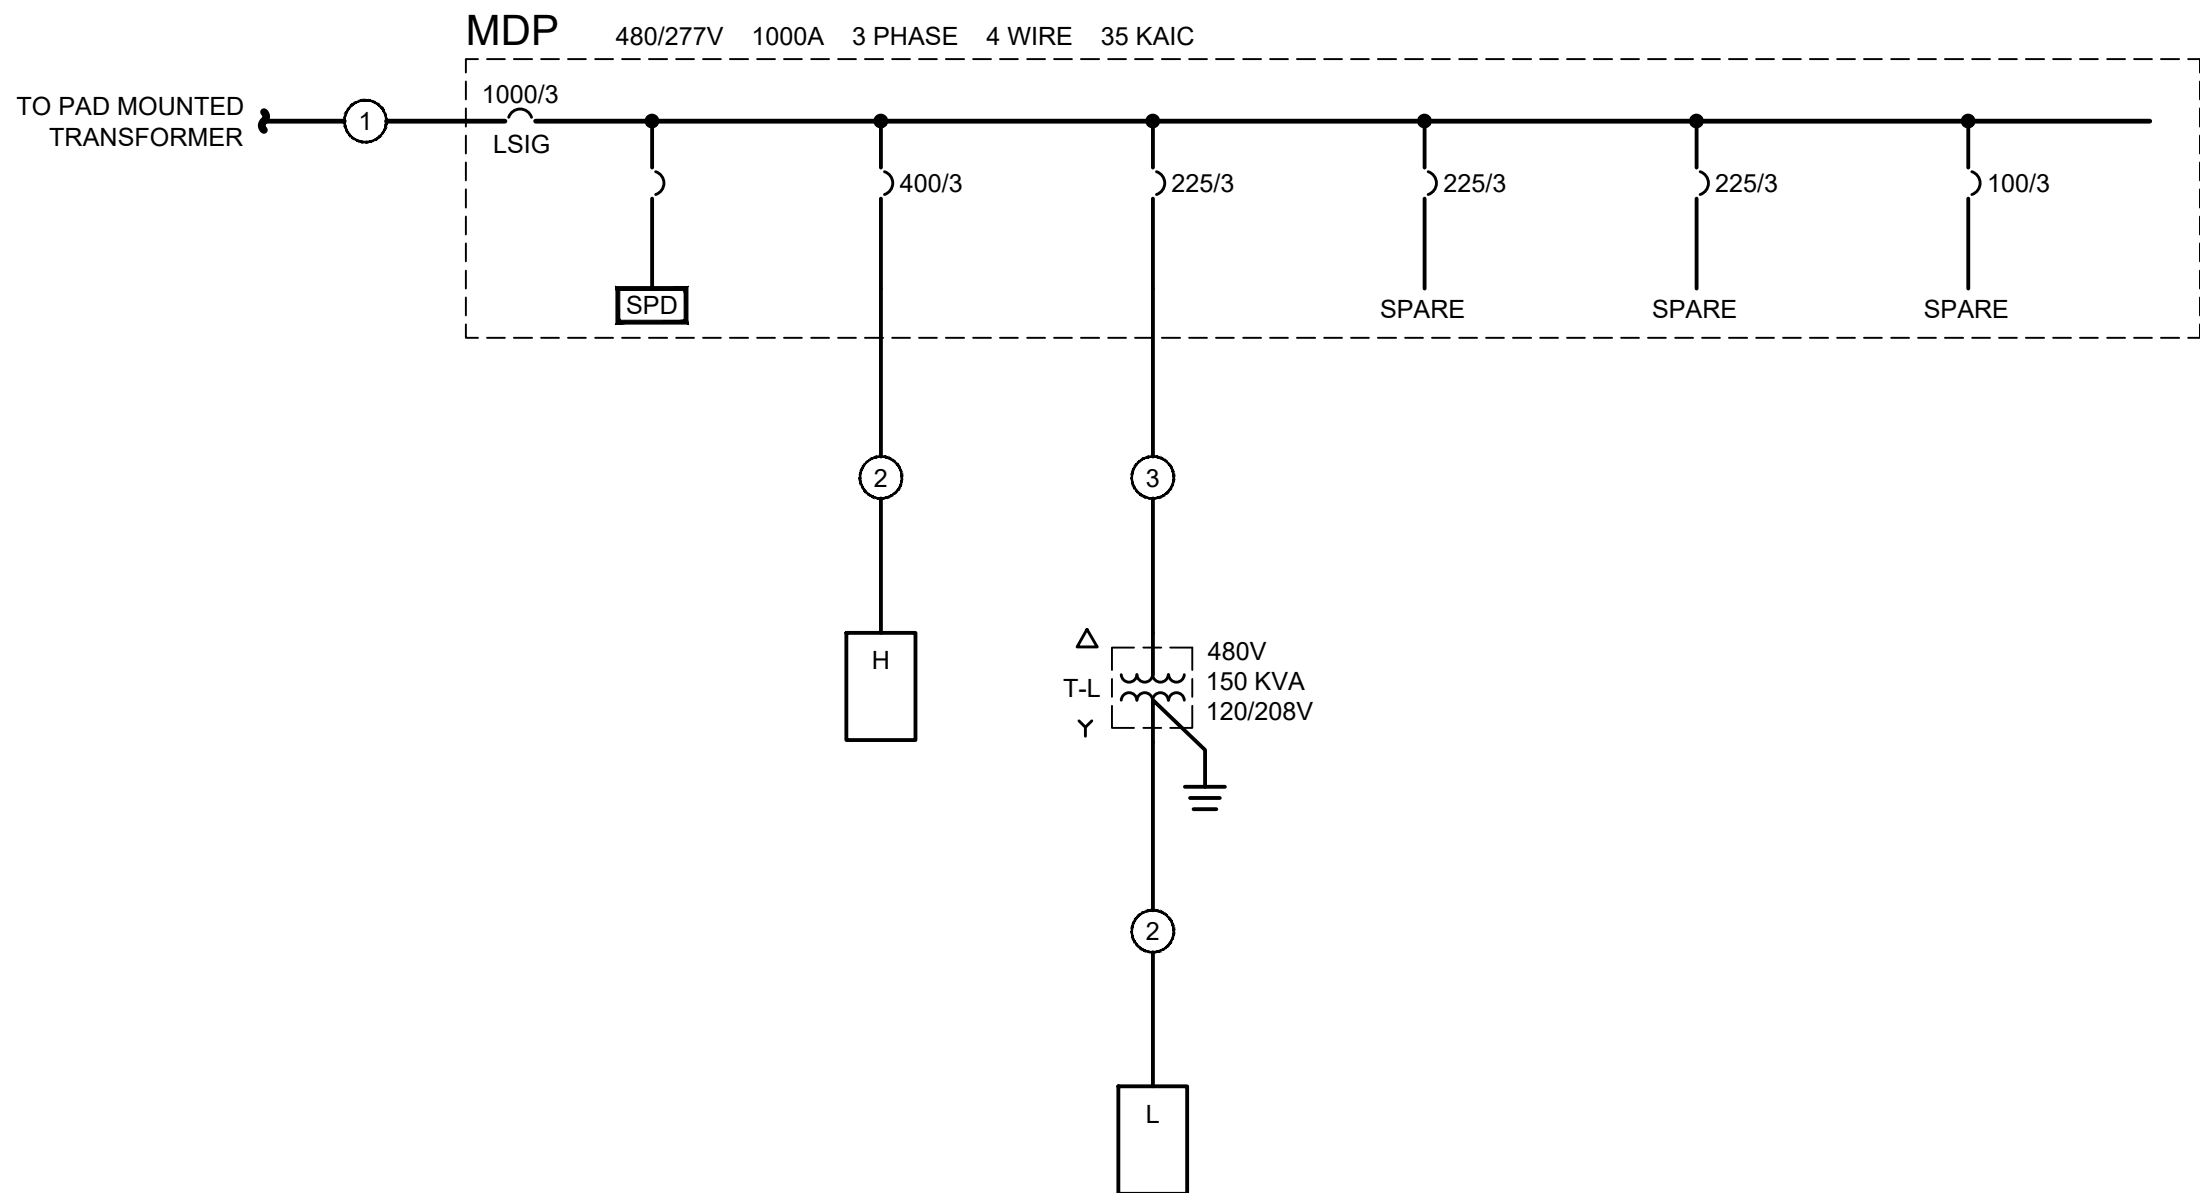 MDP 480/277V 1000A 3 PHASE 4 WIRE 35 KAIC
TO PAD MOUNTED
TRANSFORMER
1
1000/3
LSIG
400/3
225/3
225/3
225/3
100/3
SPD
SPARE
SPARE
SPARE
2
3
H
T-L
480V
150 KVA
120/208V
2
L